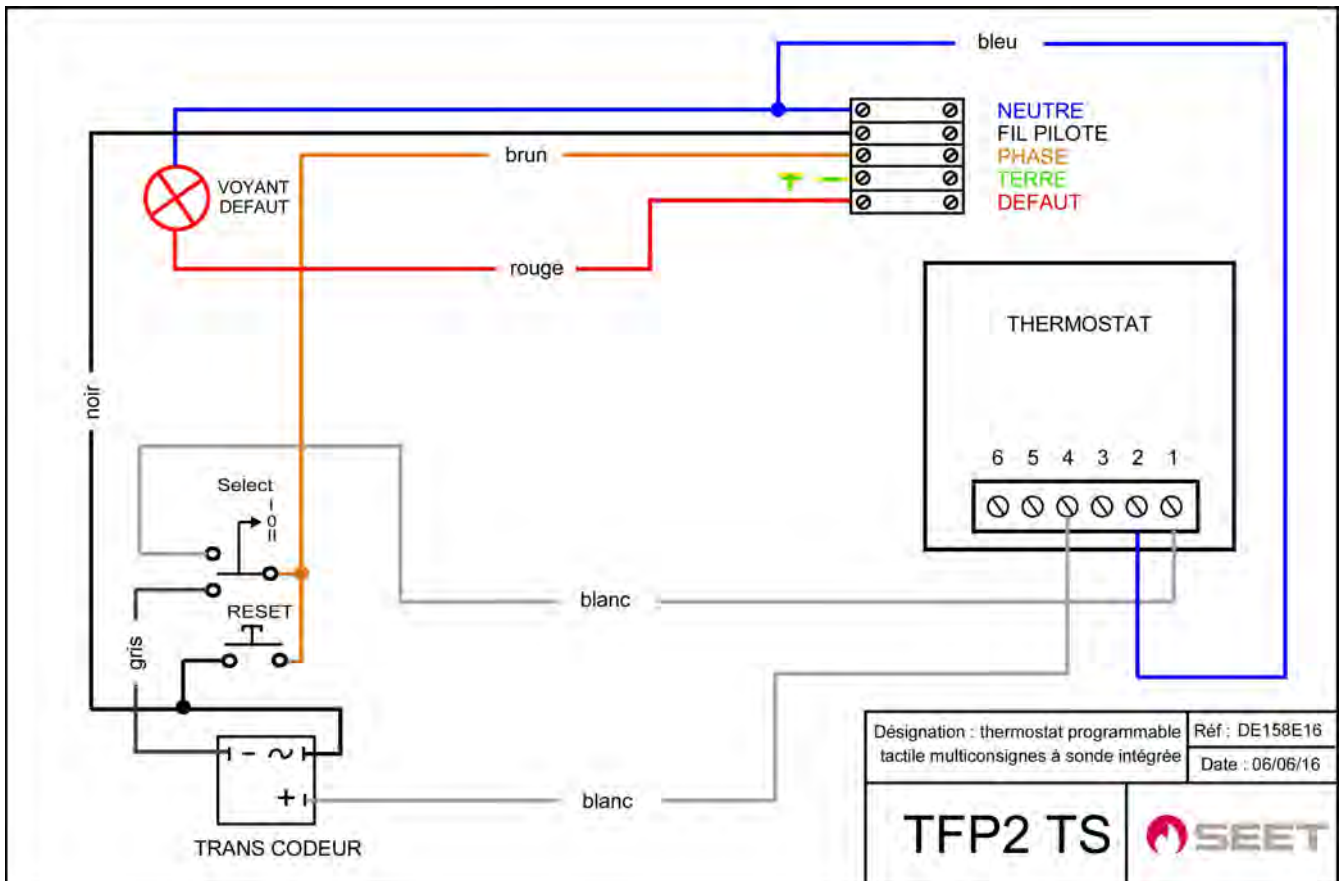 bleu
NEUTRE
FIL PILOTE
PHASE
TERRE
DEFAUT
brun
VOYANT
DEFAUT
rouge
THERMOSTAT
noir
6 5 4 3 2 1
Select
I
0
II
RESET
blanc
gris
- ~
+
blanc
TRANS CODEUR
Désignation : thermostat programmable
tactile multiconsignes à sonde intégrée
Réf : DE158E16
Date : 06/06/16
TFP2 TS
SEET